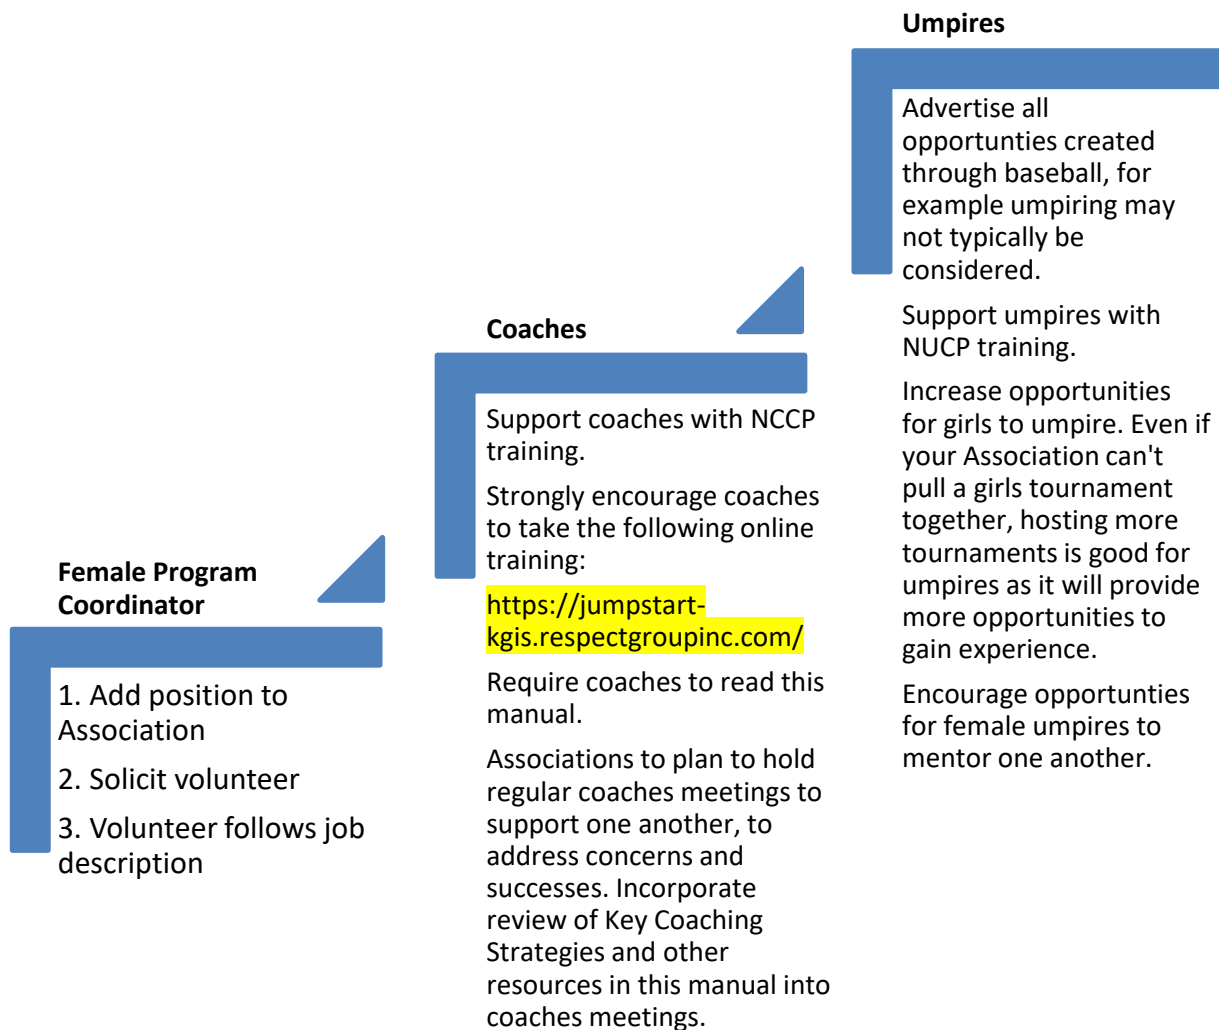 Umpires
Advertise all
opportunties created
through baseball, for
example umpiring may
not typically be
considered.
Support umpires with
NUCP training.
Increase opportunities
for girls to umpire. Even if
your Association can't
pull a girls tournament
together, hosting more
tournaments is good for
umpires as it will provide
more opportunities to
gain experience.
Encourage opportunties
for female umpires to
mentor one another.
Coaches
Support coaches with NCCP
training.
Strongly encourage coaches
to take the following online
training:
https://jumpstart-
kgis.respectgroupinc.com/
Require coaches to read this
manual.
Associations to plan to hold
regular coaches meetings to
support one another, to
address concerns and
successes. Incorporate
review of Key Coaching
Strategies and other
resources in this manual into
coaches meetings.
Female Program
Coordinator
1. Add position to
Association
2. Solicit volunteer
3. Volunteer follows job
description